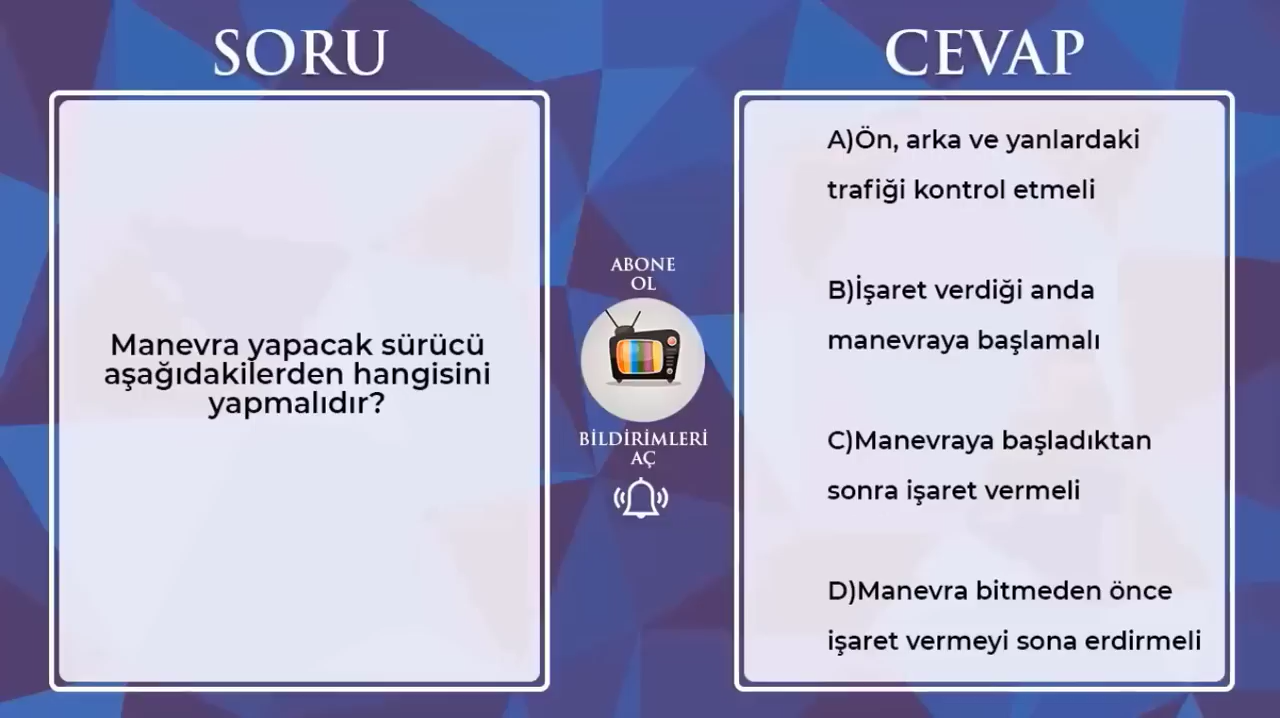 SORU
Manevra yapacak sürücü
aşağıdakilerden hangisini
yapmalıdır?
ABONE
OL
BİLDİRİMLERİ
AÇ
CEVAP
A)Ön, arka ve yanlardaki
trafiği kontrol etmeli
B)İşaret verdiği anda
manevraya başlamalı
C)Manevraya başladıktan
sonra işaret vermeli
D)Manevra bitmeden önce
işaret vermeyi sona erdirmeli